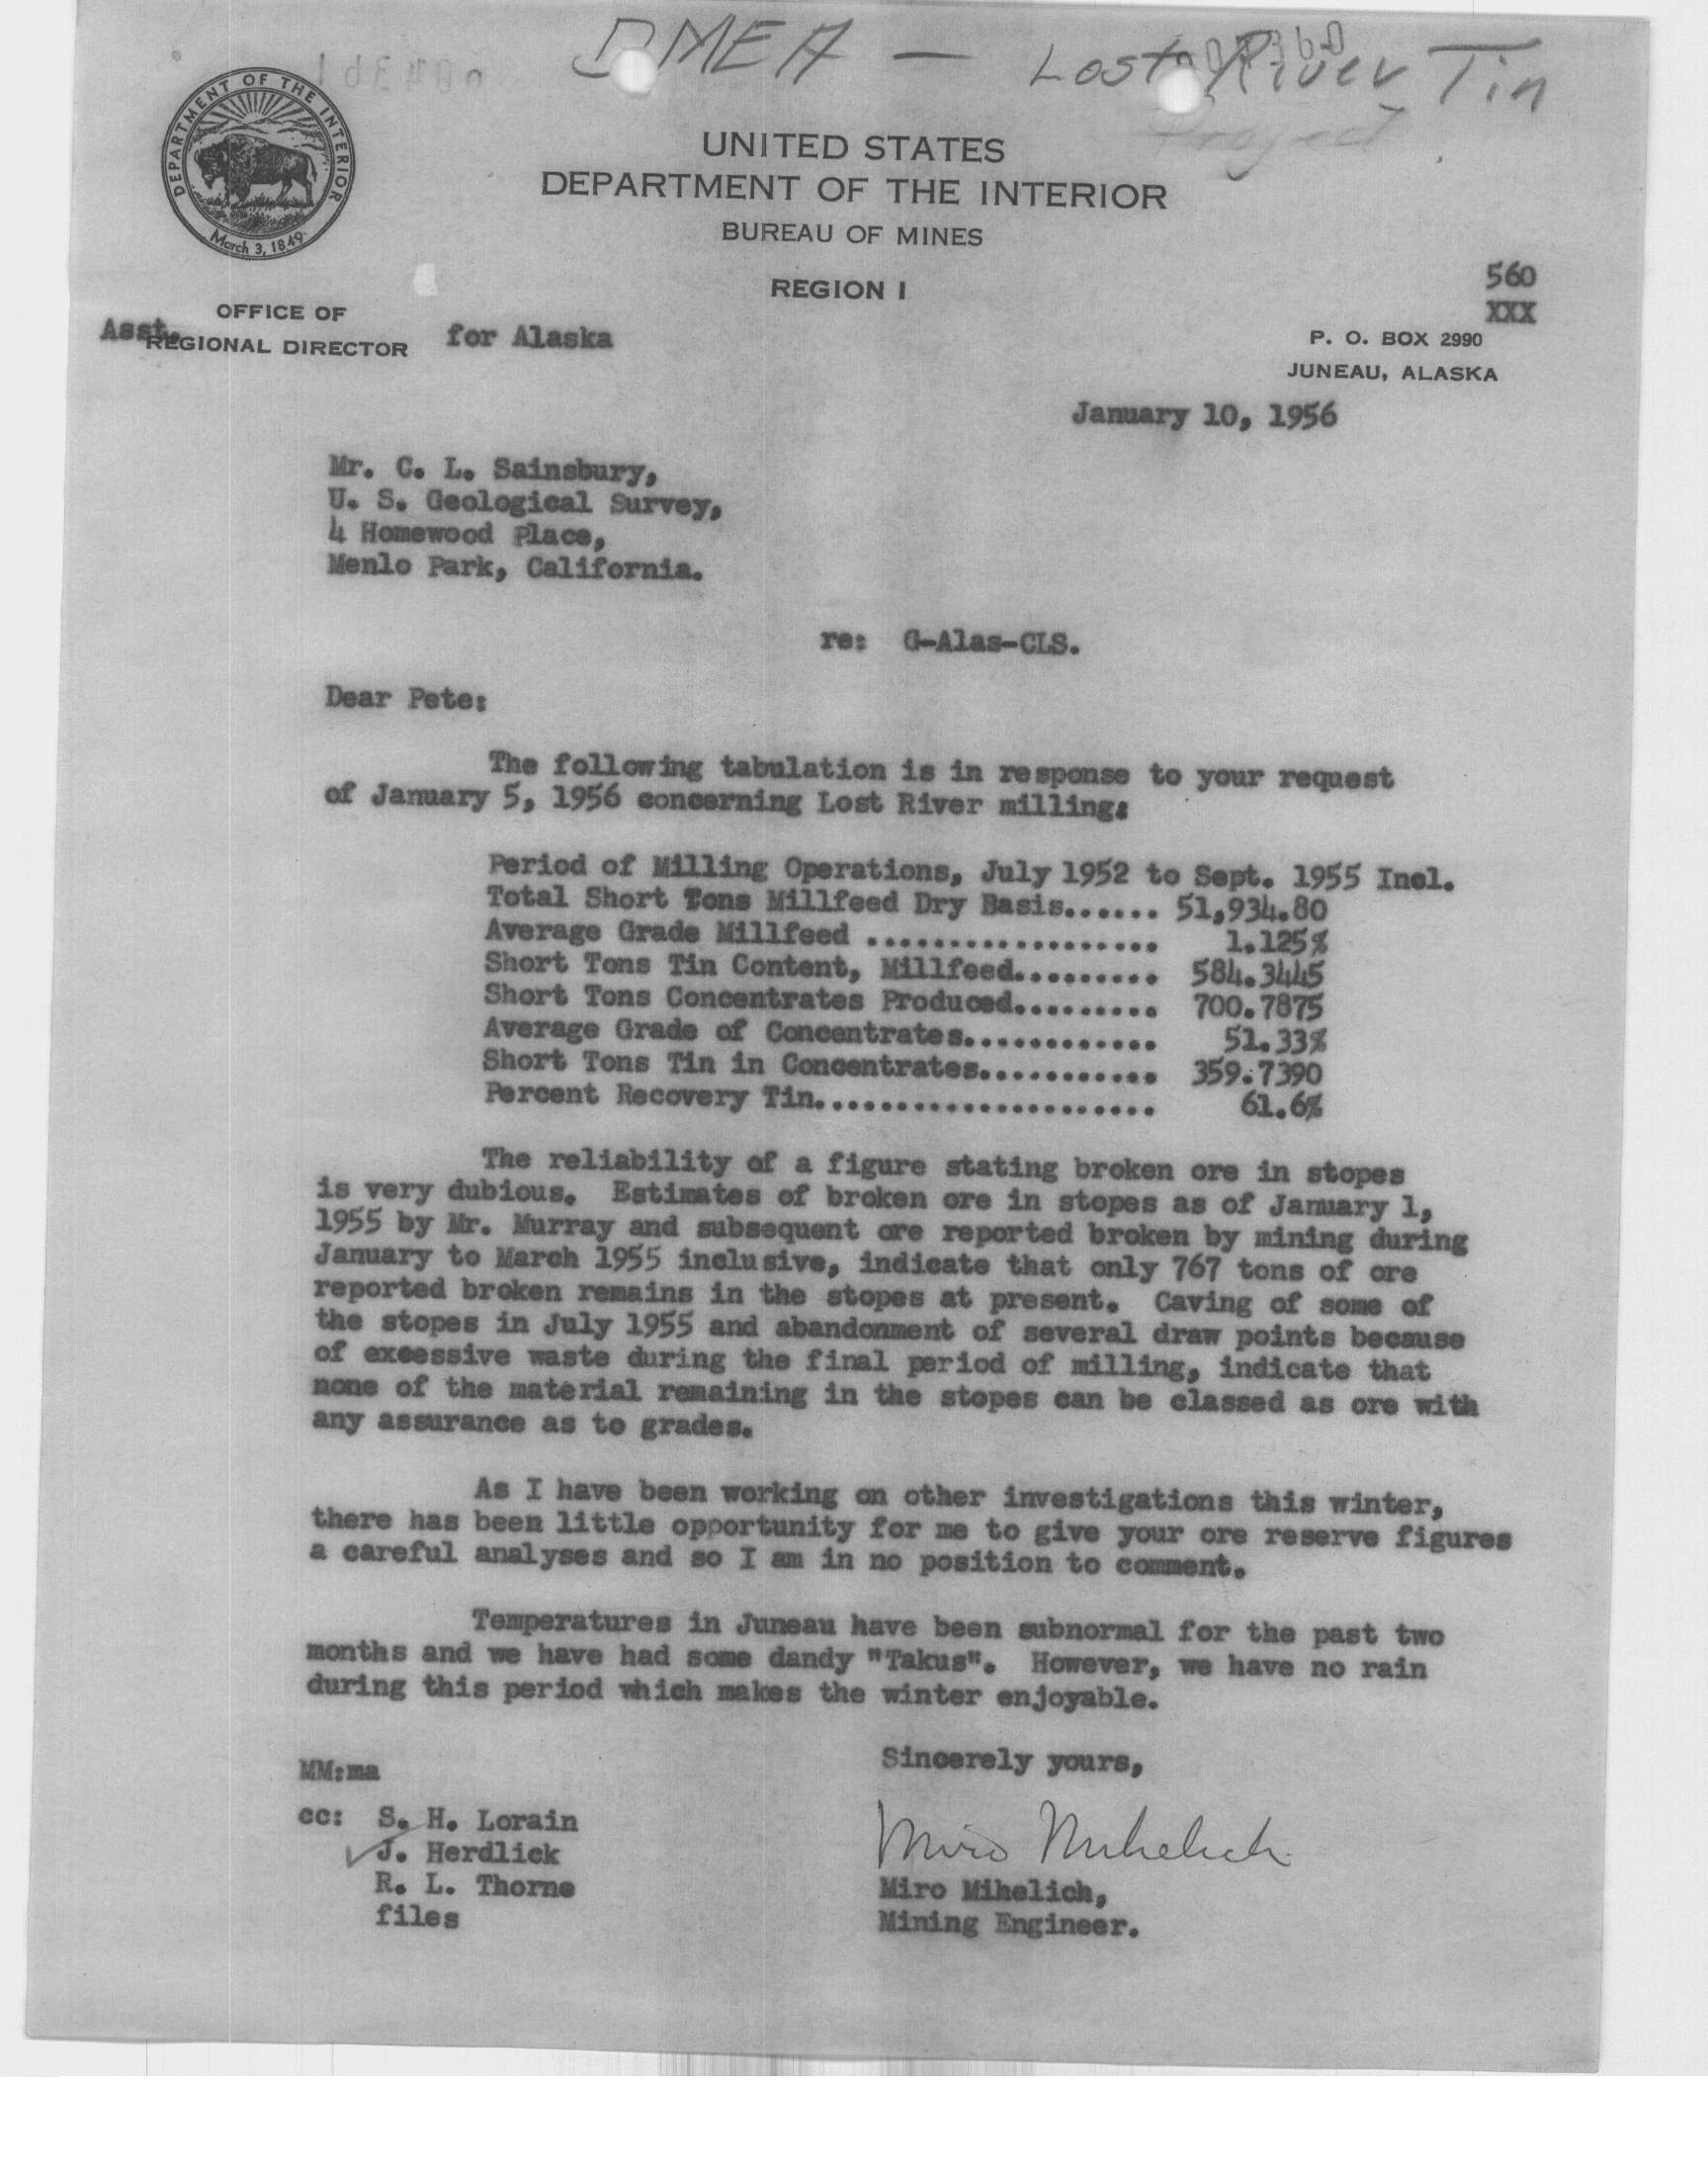 DMEA — Lost River Tin
Project
DEPARTMENT OF THE INTERIOR
March 3, 1849
UNITED STATES
DEPARTMENT OF THE INTERIOR
BUREAU OF MINES
REGION I
560
XXX
OFFICE OF
Asst. REGIONAL DIRECTOR for Alaska
P. O. BOX 2990
JUNEAU, ALASKA
January 10, 1956
Mr. C. L. Sainsbury,
U. S. Geological Survey,
4 Homewood Place,
Menlo Park, California.
re: G-Alas-CLS.
Dear Pete:
The following tabulation is in response to your request
of January 5, 1956 concerning Lost River milling:
Period of Milling Operations, July 1952 to Sept. 1955 Incl.
Total Short Tons Millfeed Dry Basis...... 51,934.80
Average Grade Millfeed .................. 1.125%
Short Tons Tin Content, Millfeed......... 584.3445
Short Tons Concentrates Produced......... 700.7875
Average Grade of Concentrates............ 51.33%
Short Tons Tin in Concentrates........... 359.7390
Percent Recovery Tin..................... 61.6%
The reliability of a figure stating broken ore in stopes
is very dubious. Estimates of broken ore in stopes as of January 1,
1955 by Mr. Murray and subsequent ore reported broken by mining during
January to March 1955 inclusive, indicate that only 767 tons of ore
reported broken remains in the stopes at present. Caving of some of
the stopes in July 1955 and abandonment of several draw points because
of excessive waste during the final period of milling, indicate that
none of the material remaining in the stopes can be classed as ore with
any assurance as to grades.
As I have been working on other investigations this winter,
there has been little opportunity for me to give your ore reserve figures
a careful analyses and so I am in no position to comment.
Temperatures in Juneau have been subnormal for the past two
months and we have had some dandy "Takus". However, we have no rain
during this period which makes the winter enjoyable.
Sincerely yours,
MM:ma
cc: S. H. Lorain
J. Herdlick
R. L. Thorne
files
Miro Mihelich
Miro Mihelich,
Mining Engineer.